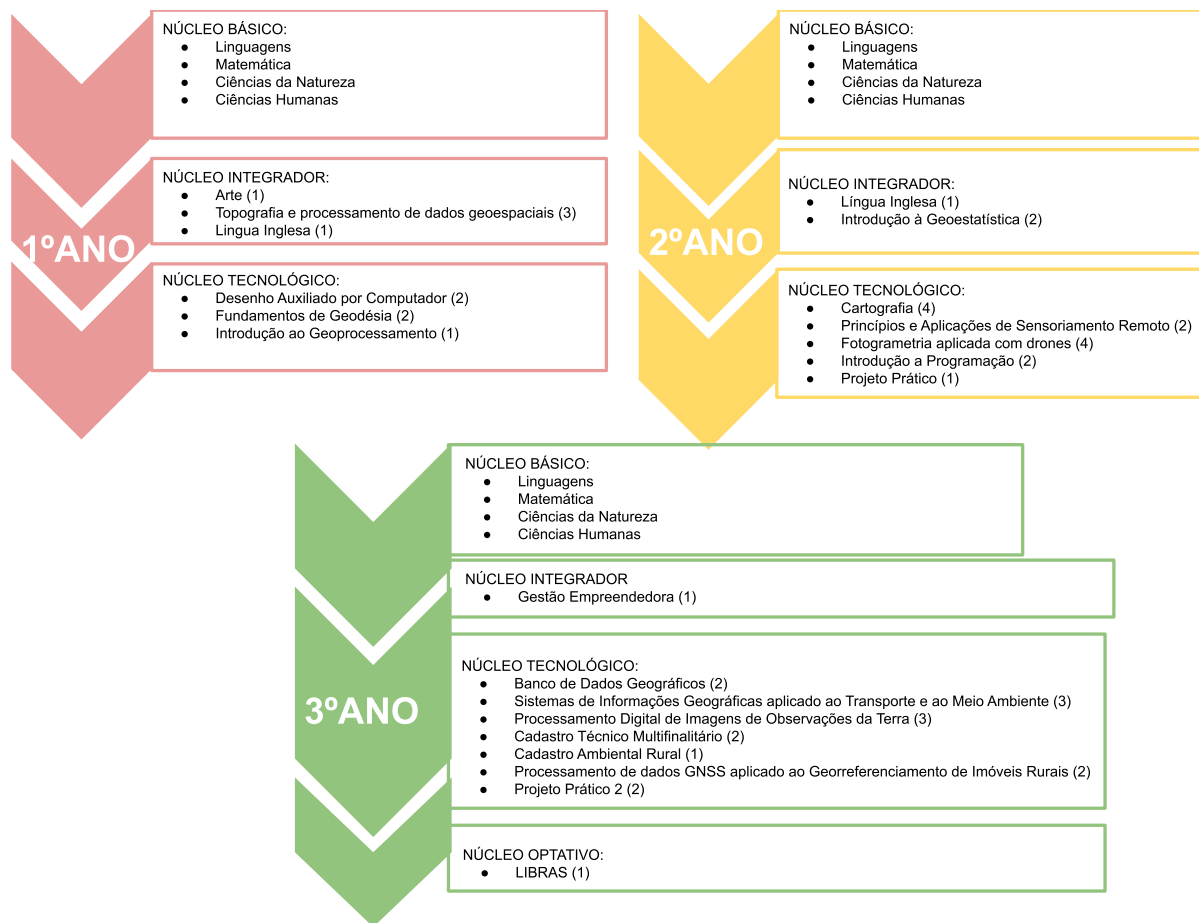 NÚCLEO BÁSICO:
● Linguagens
● Matemática
● Ciências da Natureza
● Ciências Humanas
NÚCLEO INTEGRADOR:
● Arte (1)
● Topografia e processamento de dados geoespaciais (3)
● Lingua Inglesa (1)
1ºANO
NÚCLEO TECNOLÓGICO:
● Desenho Auxiliado por Computador (2)
● Fundamentos de Geodésia (2)
● Introdução ao Geoprocessamento (1)
NÚCLEO BÁSICO:
● Linguagens
● Matemática
● Ciências da Natureza
● Ciências Humanas
NÚCLEO INTEGRADOR:
● Língua Inglesa (1)
● Introdução à Geoestatística (2)
2ºANO
NÚCLEO TECNOLÓGICO:
● Cartografia (4)
● Princípios e Aplicações de Sensoriamento Remoto (2)
● Fotogrametria aplicada com drones (4)
● Introdução a Programação (2)
● Projeto Prático (1)
NÚCLEO BÁSICO:
● Linguagens
● Matemática
● Ciências da Natureza
● Ciências Humanas
NÚCLEO INTEGRADOR
● Gestão Empreendedora (1)
3ºANO
NÚCLEO TECNOLÓGICO:
● Banco de Dados Geográficos (2)
● Sistemas de Informações Geográficas aplicado ao Transporte e ao Meio Ambiente (3)
● Processamento Digital de Imagens de Observações da Terra (3)
● Cadastro Técnico Multifinalitário (2)
● Cadastro Ambiental Rural (1)
● Processamento de dados GNSS aplicado ao Georreferenciamento de Imóveis Rurais (2)
● Projeto Prático 2 (2)
NÚCLEO OPTATIVO:
● LIBRAS (1)